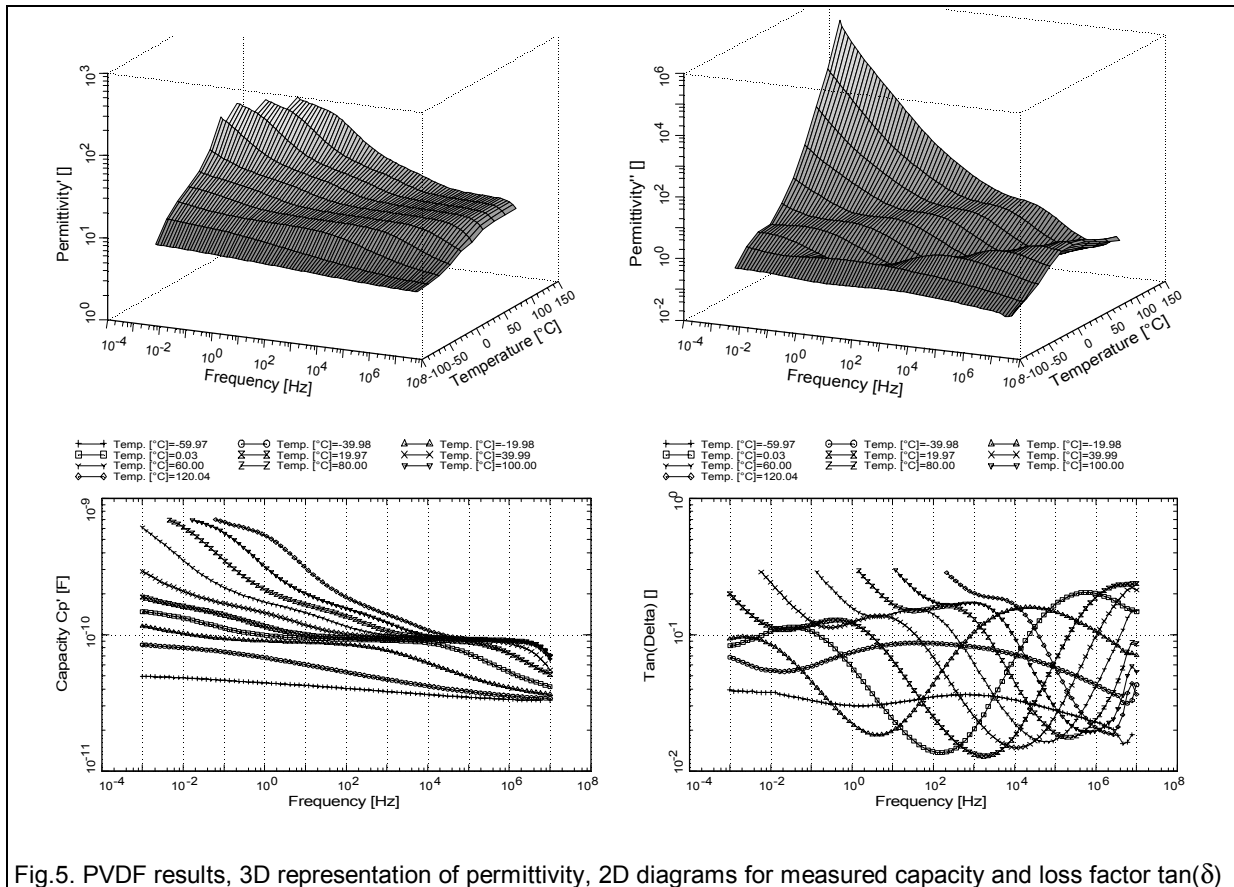 10^3
10^2
10^1
10^0
Permittivity' []
10^-4
10^-2
10^0
10^2
10^4
10^6
10^8
Frequency [Hz]
-100
-50
0
50
100
150
Temperature [°C]
10^6
10^4
10^2
10^0
10^-2
Permittivity'' []
10^-4
10^-2
10^0
10^2
10^4
10^6
10^8
Frequency [Hz]
-100
-50
0
50
100
150
Temperature [°C]
Temp. [°C]=-59.97 Temp. [°C]=-39.98 Temp. [°C]=-19.98
Temp. [°C]=0.03 Temp. [°C]=19.97 Temp. [°C]=39.99
Temp. [°C]=60.00 Temp. [°C]=80.00 Temp. [°C]=100.00
Temp. [°C]=120.04
10^-9
10^-10
10^-11
Capacity Cp' [F]
10^-4 10^-2 10^0 10^2 10^4 10^6 10^8
Frequency [Hz]
Temp. [°C]=-59.97 Temp. [°C]=-39.98 Temp. [°C]=-19.98
Temp. [°C]=0.03 Temp. [°C]=19.97 Temp. [°C]=39.99
Temp. [°C]=60.00 Temp. [°C]=80.00 Temp. [°C]=100.00
Temp. [°C]=120.04
10^0
10^-1
10^-2
Tan(Delta) []
10^-4 10^-2 10^0 10^2 10^4 10^6 10^8
Frequency [Hz]
Fig.5. PVDF results, 3D representation of permittivity, 2D diagrams for measured capacity and loss factor tan(δ)